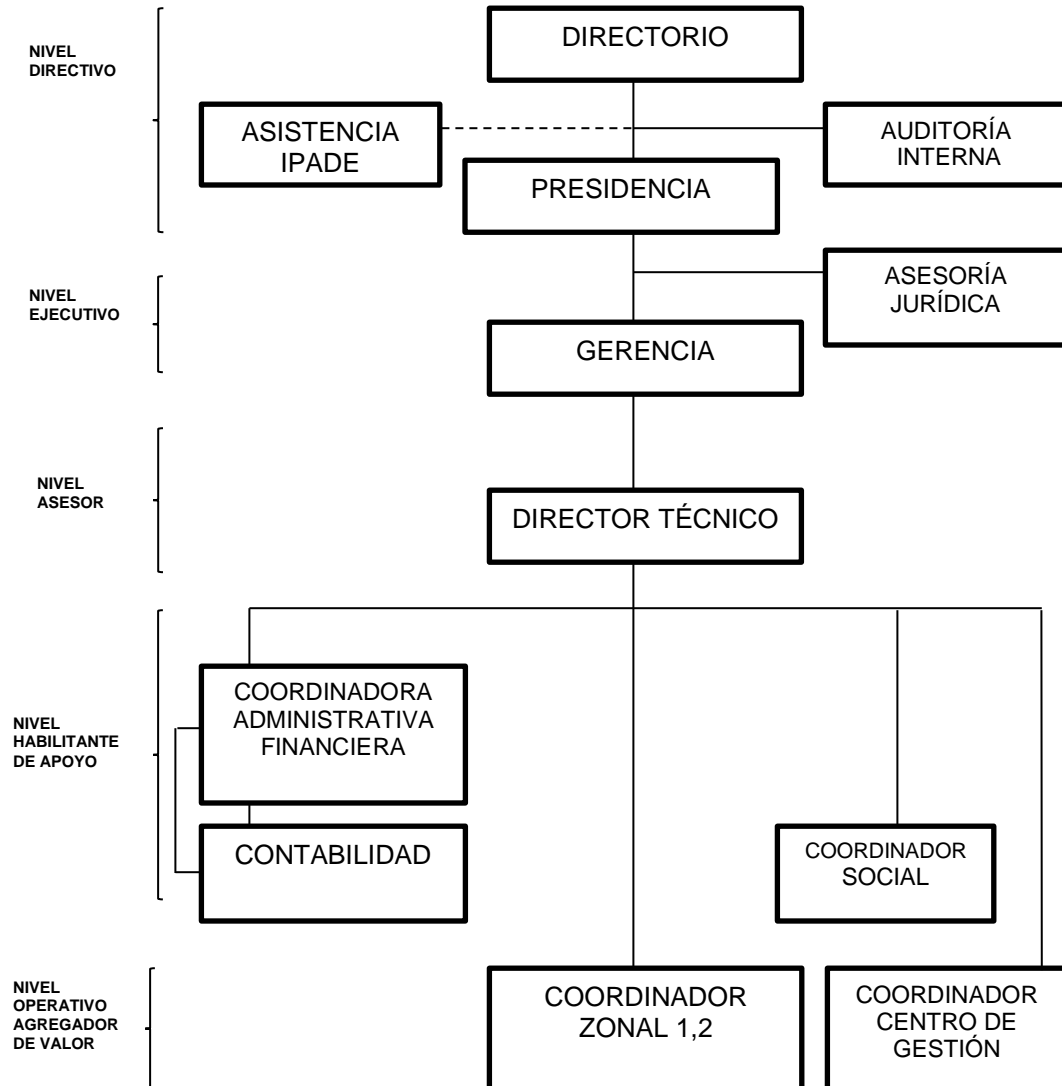 DIRECTORIO
NIVEL
DIRECTIVO
ASISTENCIA
IPADE
AUDITORÍA
INTERNA
PRESIDENCIA
NIVEL
EJECUTIVO
ASESORÍA
JURÍDICA
GERENCIA
NIVEL
ASESOR
DIRECTOR TÉCNICO
NIVEL
HABILITANTE
DE APOYO
COORDINADORA
ADMINISTRATIVA
FINANCIERA
CONTABILIDAD
COORDINADOR
SOCIAL
NIVEL
OPERATIVO
AGREGADOR
DE VALOR
COORDINADOR
ZONAL 1,2
COORDINADOR
CENTRO DE
GESTIÓN